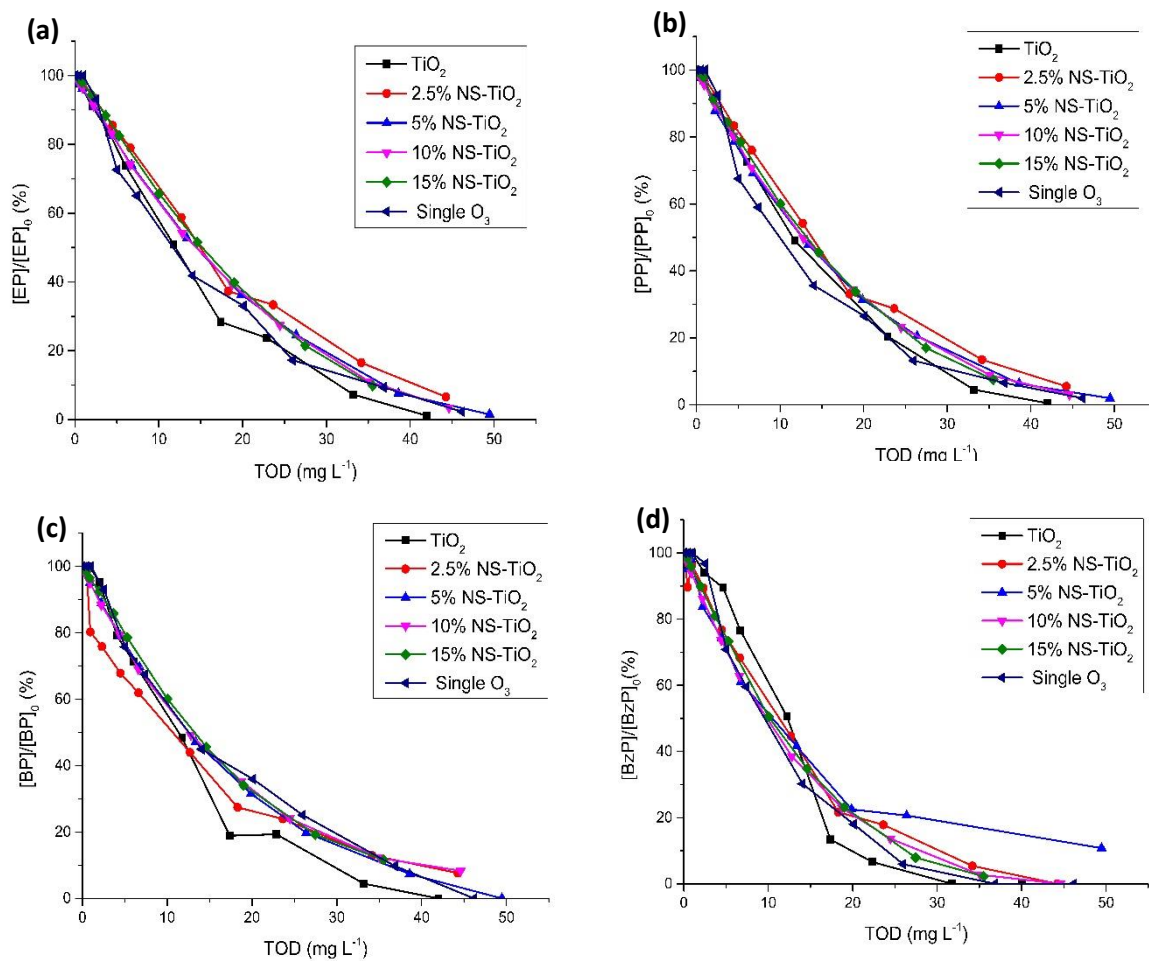 (a)
TiO₂
2.5% NS-TiO₂
5% NS-TiO₂
10% NS-TiO₂
15% NS-TiO₂
Single O₃
100
80
60
40
20
0
[EP]/[EP]₀ (%)
0 10 20 30 40 50
TOD (mg L⁻¹)
(b)
TiO₂
2.5% NS-TiO₂
5% NS-TiO₂
10% NS-TiO₂
15% NS-TiO₂
Single O₃
100
80
60
40
20
0
[PP]/[PP]₀ (%)
0 10 20 30 40 50
TOD (mg L⁻¹)
(c)
TiO₂
2.5% NS-TiO₂
5% NS-TiO₂
10% NS-TiO₂
15% NS-TiO₂
Single O₃
100
80
60
40
20
0
[BP]/[BP]₀ (%)
0 10 20 30 40 50
TOD (mg L⁻¹)
(d)
TiO₂
2.5% NS-TiO₂
5% NS-TiO₂
10% NS-TiO₂
15% NS-TiO₂
Single O₃
100
80
60
40
20
0
[BzP]/[BzP]₀ (%)
0 10 20 30 40 50
TOD (mg L⁻¹)